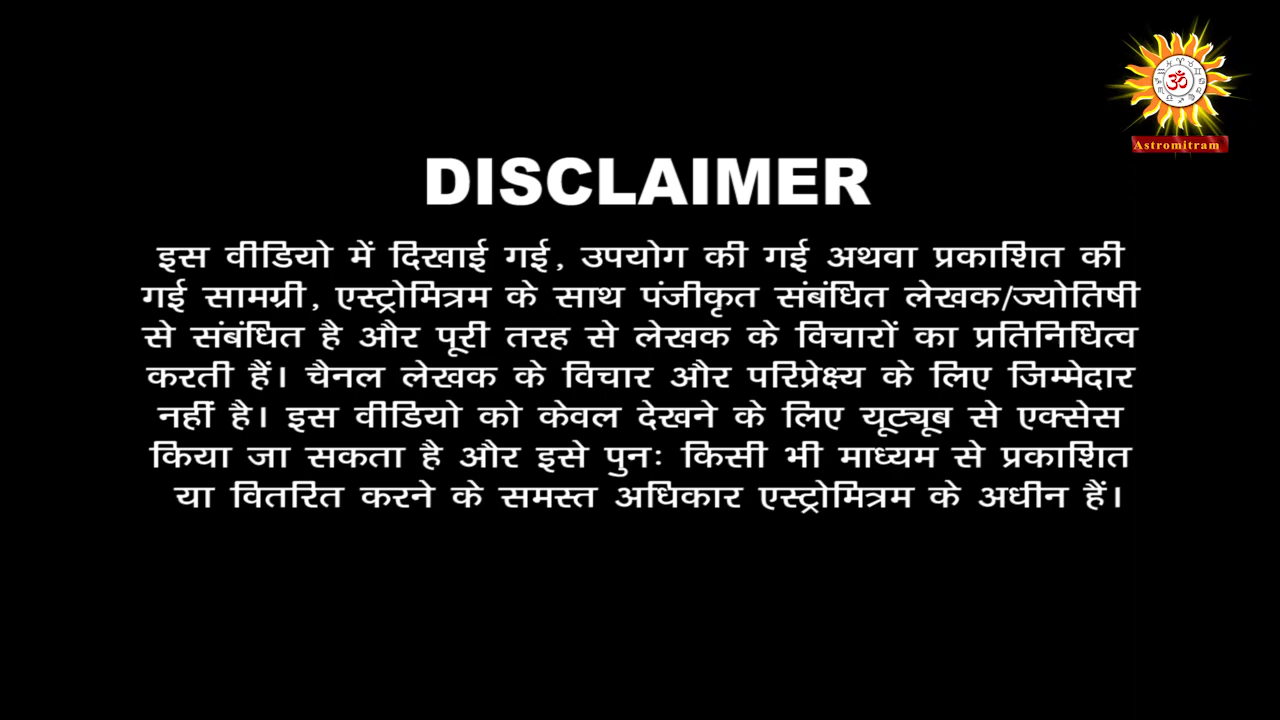 Astromitram
DISCLAIMER
इस वीडियो में दिखाई गई, उपयोग की गई अथवा प्रकाशित की
गई सामग्री, एस्ट्रोमित्रम के साथ पंजीकृत संबंधित लेखक/ज्योतिषी
से संबंधित है और पूरी तरह से लेखक के विचारों का प्रतिनिधित्व
करती हैं। चैनल लेखक के विचार और परिप्रेक्ष्य के लिए जिम्मेदार
नहीं है। इस वीडियो को केवल देखने के लिए यूट्यूब से एक्सेस
किया जा सकता है और इसे पुनः किसी भी माध्यम से प्रकाशित
या वितरित करने के समस्त अधिकार एस्ट्रोमित्रम के अधीन हैं।